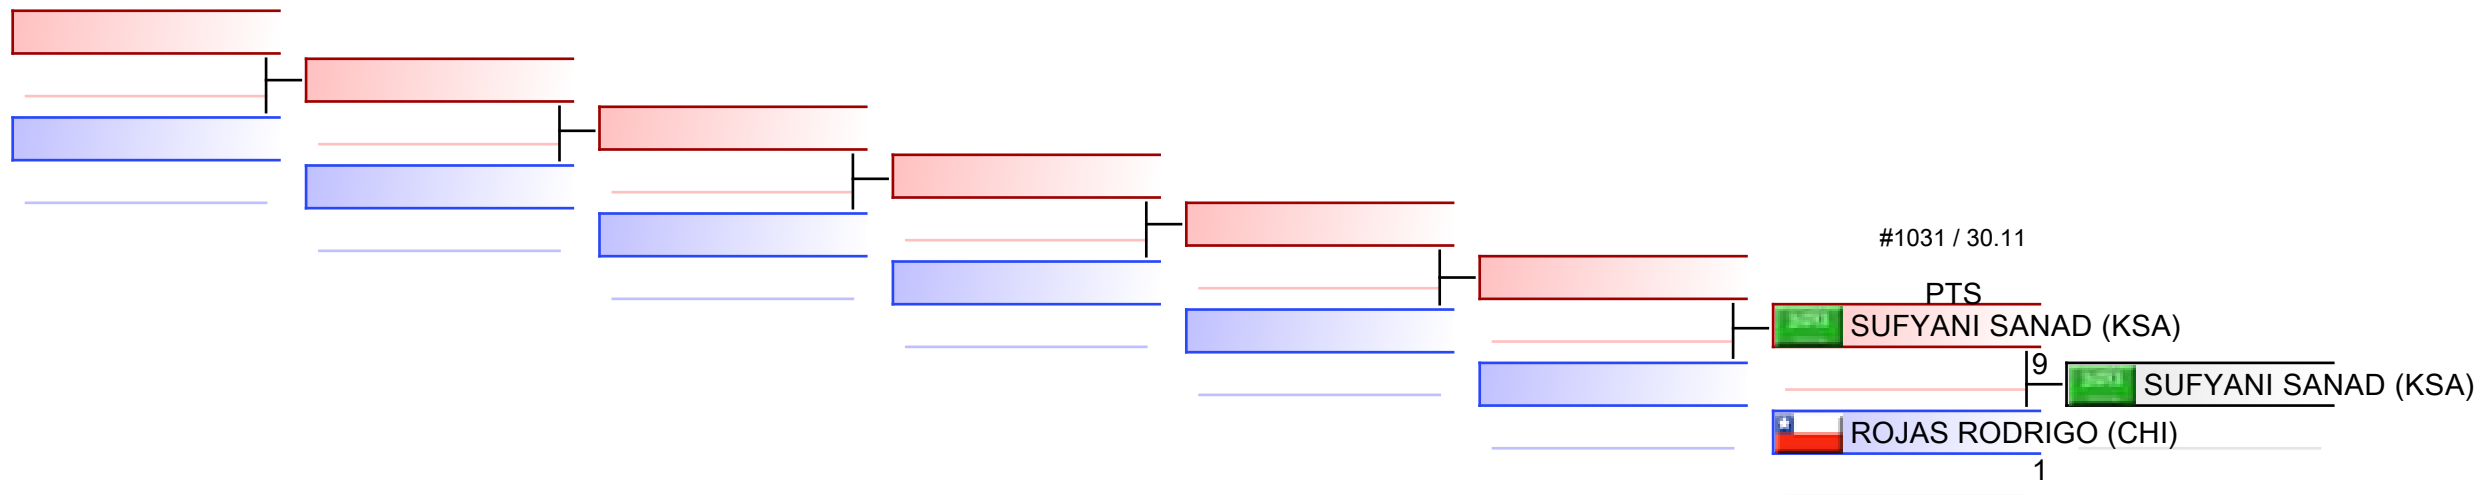 #1031 / 30.11
PTS
SUFYANI SANAD (KSA)
9
SUFYANI SANAD (KSA)
ROJAS RODRIGO (CHI)
1